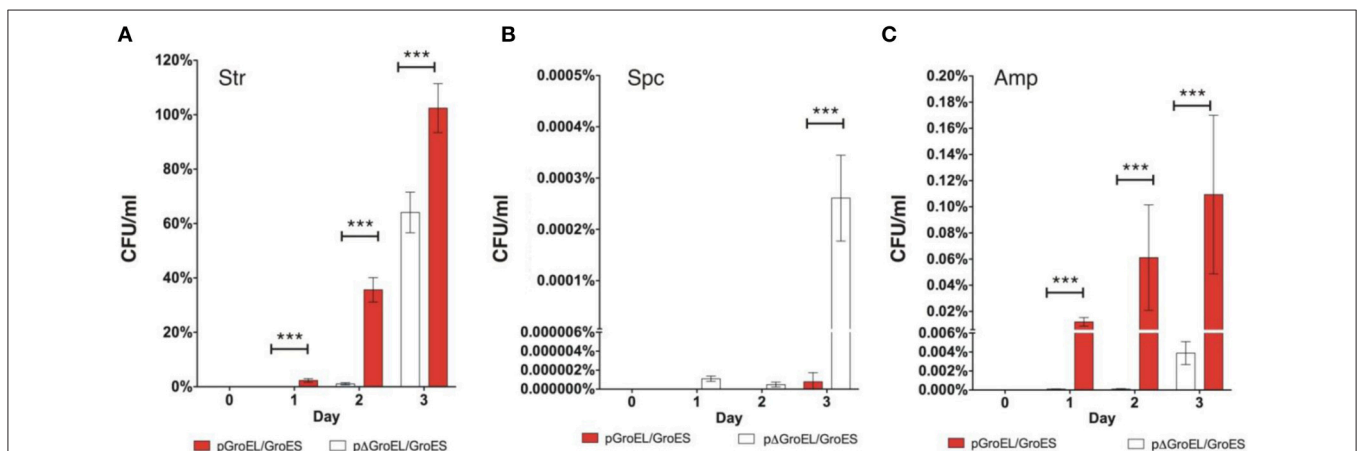 A
120%
100%
80%
60%
40%
20%
0%
CFU/ml
Str
***
***
***
0 1 2 3
Day
pGroEL/GroES pΔGroEL/GroES
B
0.0005%
0.0004%
0.0003%
0.0002%
0.0001%
0.000006%
0.000004%
0.000002%
0.000000%
CFU/ml
Spc
***
0 1 2 3
Day
pGroEL/GroES pΔGroEL/GroES
C
0.20%
0.18%
0.16%
0.14%
0.12%
0.10%
0.08%
0.06%
0.04%
0.02%
0.006%
0.004%
0.002%
0.000%
CFU/ml
Amp
***
***
***
0 1 2 3
Day
pGroEL/GroES pΔGroEL/GroES